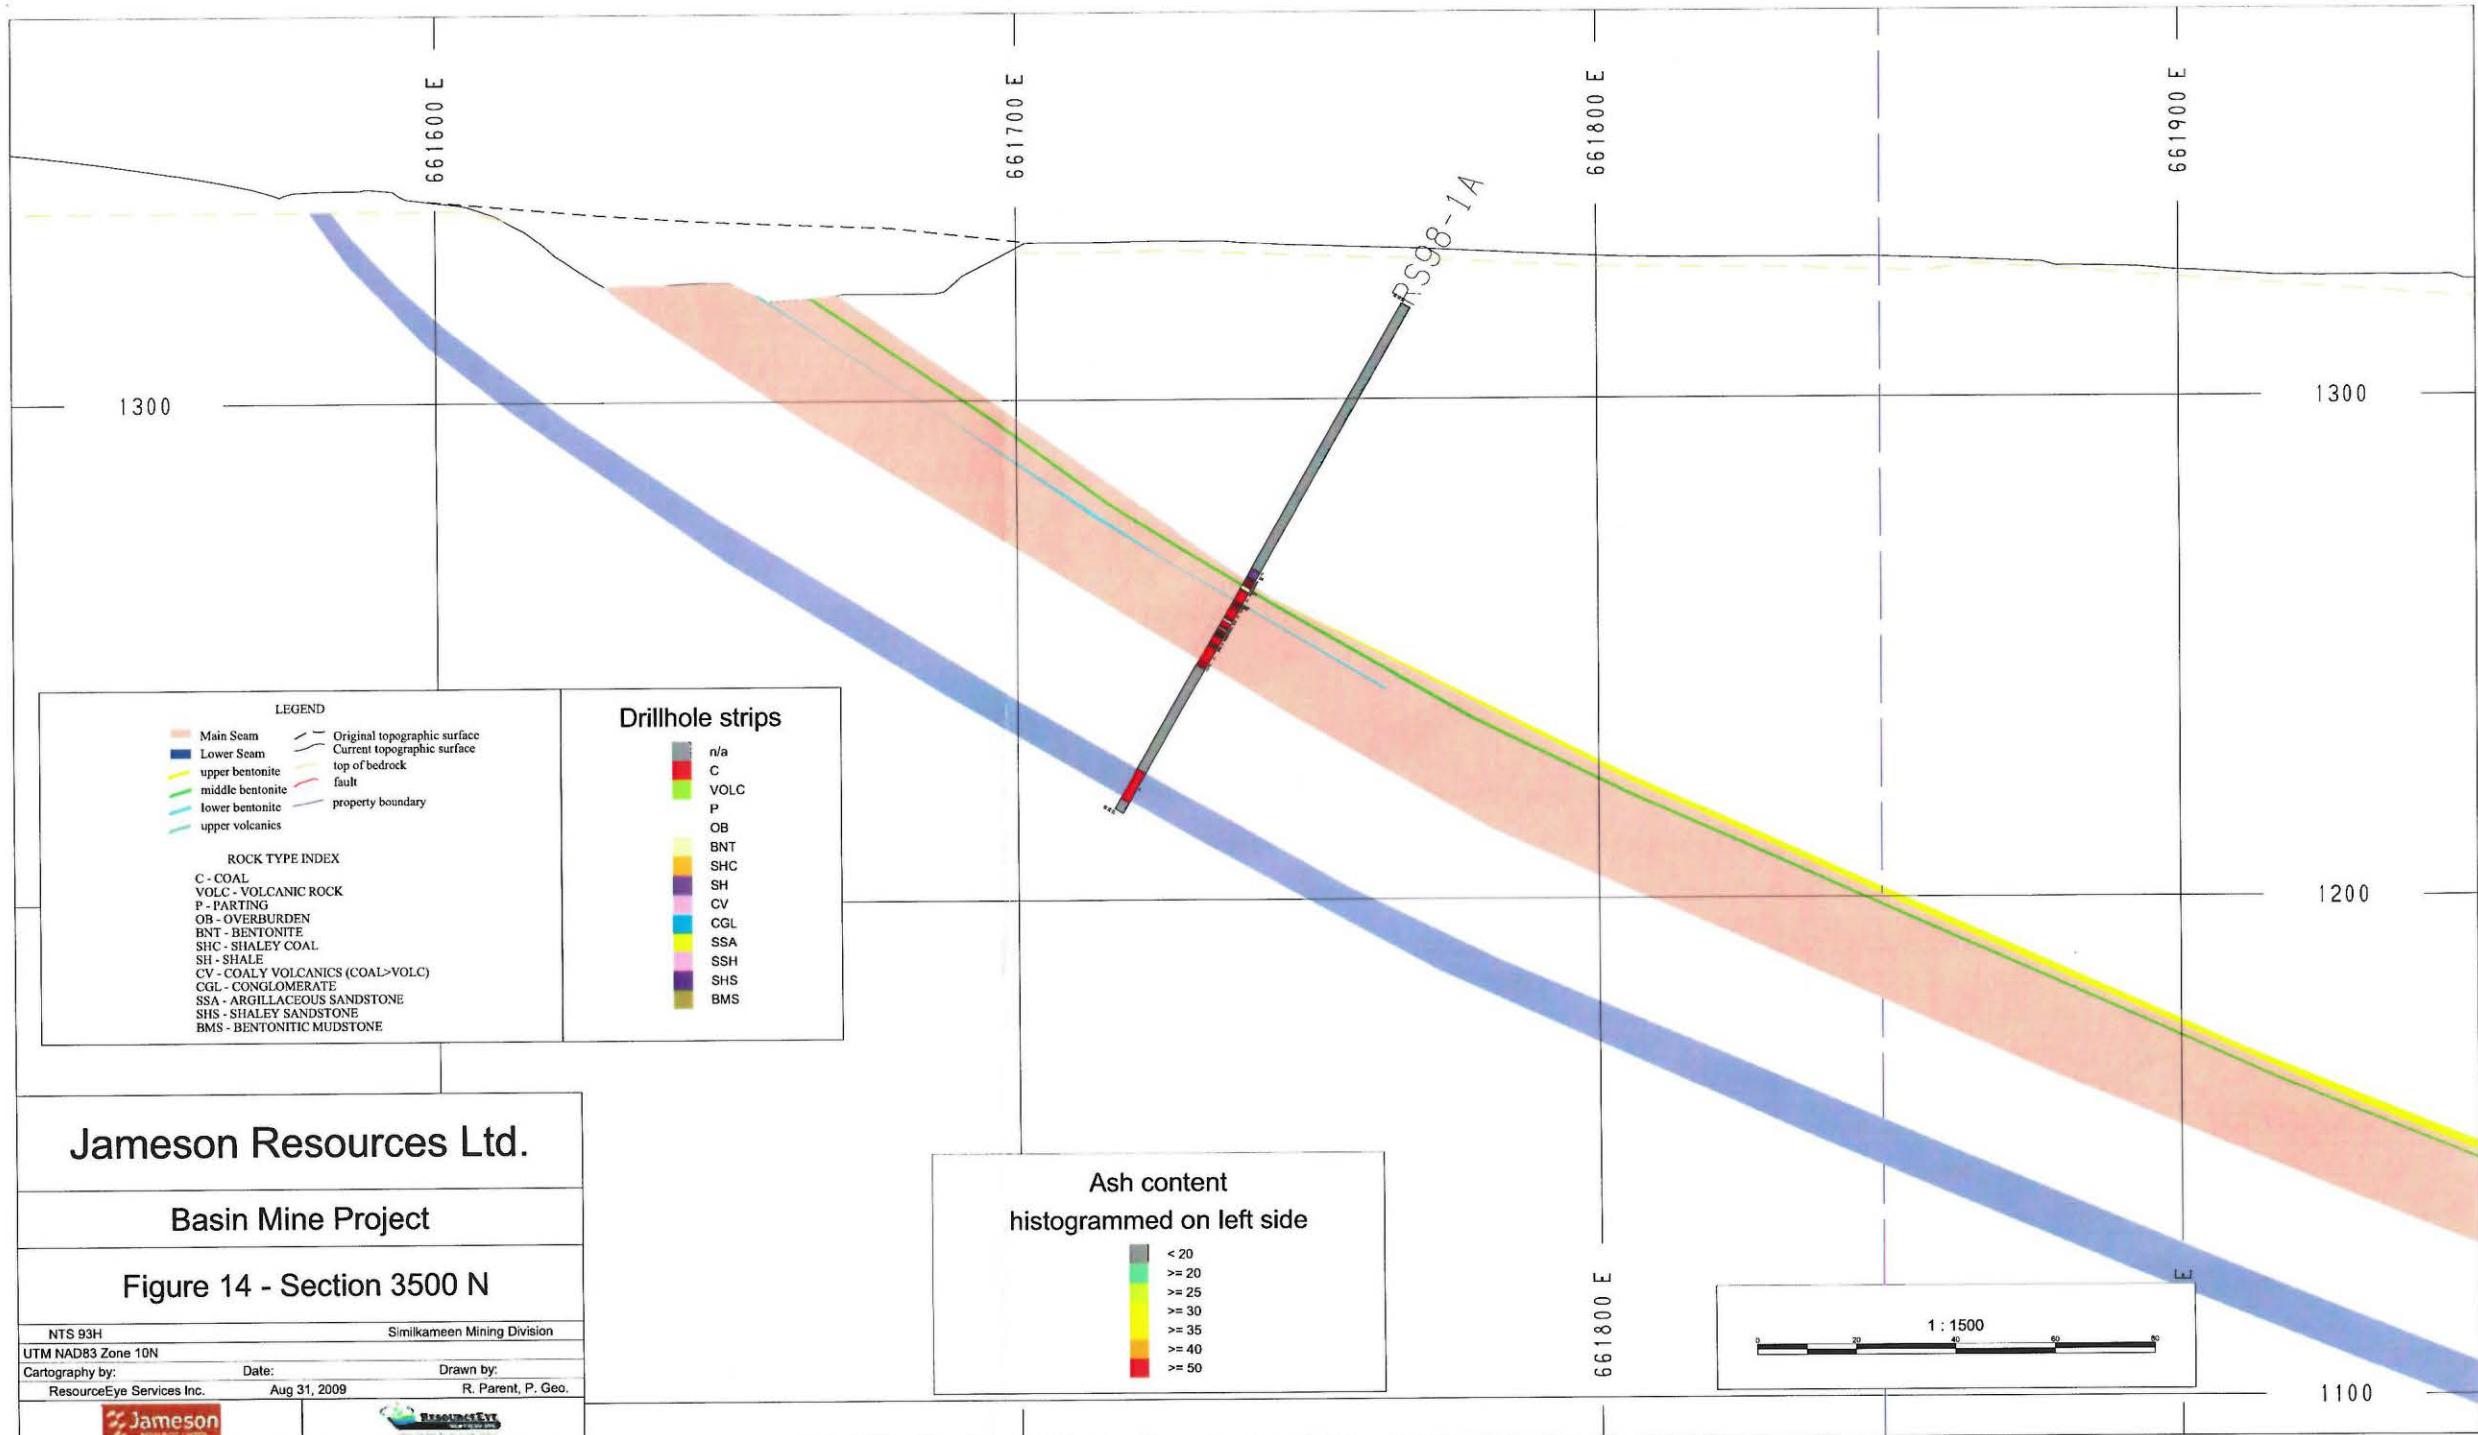 661600 E
661700 E
661800 E
661900 E
RS98-1A
1300
1300
LEGEND
Main Seam
Lower Seam
upper bentonite
middle bentonite
lower bentonite
upper volcanics
Original topographic surface
Current topographic surface
top of bedrock
fault
property boundary
ROCK TYPE INDEX
C - COAL
VOLC - VOLCANIC ROCK
P - PARTING
OB - OVERBURDEN
BNT - BENTONITE
SHC - SHALEY COAL
SH - SHALE
CV - COALY VOLCANICS (COAL>VOLC)
CGL - CONGLOMERATE
SSA - ARGILLACEOUS SANDSTONE
SHS - SHALEY SANDSTONE
BMS - BENTONITIC MUDSTONE
Drillhole strips
n/a
C
VOLC
P
OB
BNT
SHC
SH
CV
CGL
SSA
SSH
SHS
BMS
1200
Jameson Resources Ltd.
Basin Mine Project
Figure 14 - Section 3500 N
NTS 93H Similkameen Mining Division
UTM NAD83 Zone 10N
Cartography by: Date: Drawn by:
ResourceEye Services Inc. Aug 31, 2009 R. Parent, P. Geo.
Jameson
RESOURCEEYE
Ash content
histogrammed on left side
< 20
>= 20
>= 25
>= 30
>= 35
>= 40
>= 50
661800 E
E
1 : 1500
0 20 40 60 80
1100